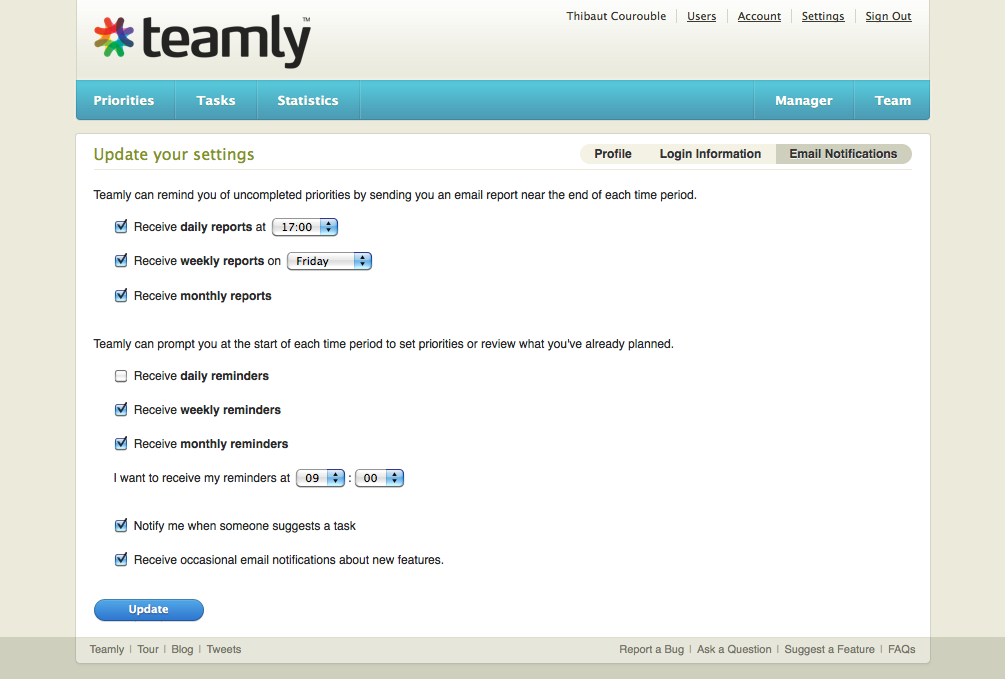 teamly™
Thibaut Courouble Users Account Settings Sign Out
Priorities Tasks Statistics Manager Team
Update your settings Profile Login Information Email Notifications
Teamly can remind you of uncompleted priorities by sending you an email report near the end of each time period.
Receive daily reports at 17:00
Receive weekly reports on Friday
Receive monthly reports
Teamly can prompt you at the start of each time period to set priorities or review what you've already planned.
Receive daily reminders
Receive weekly reminders
Receive monthly reminders
I want to receive my reminders at 09 : 00
Notify me when someone suggests a task
Receive occasional email notifications about new features.
Update
Teamly | Tour | Blog | Tweets Report a Bug | Ask a Question | Suggest a Feature | FAQs